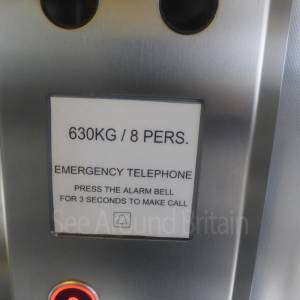 630KG / 8 PERS.
EMERGENCY TELEPHONE
PRESS THE ALARM BELL
FOR 3 SECONDS TO MAKE CALL
See Around Britain